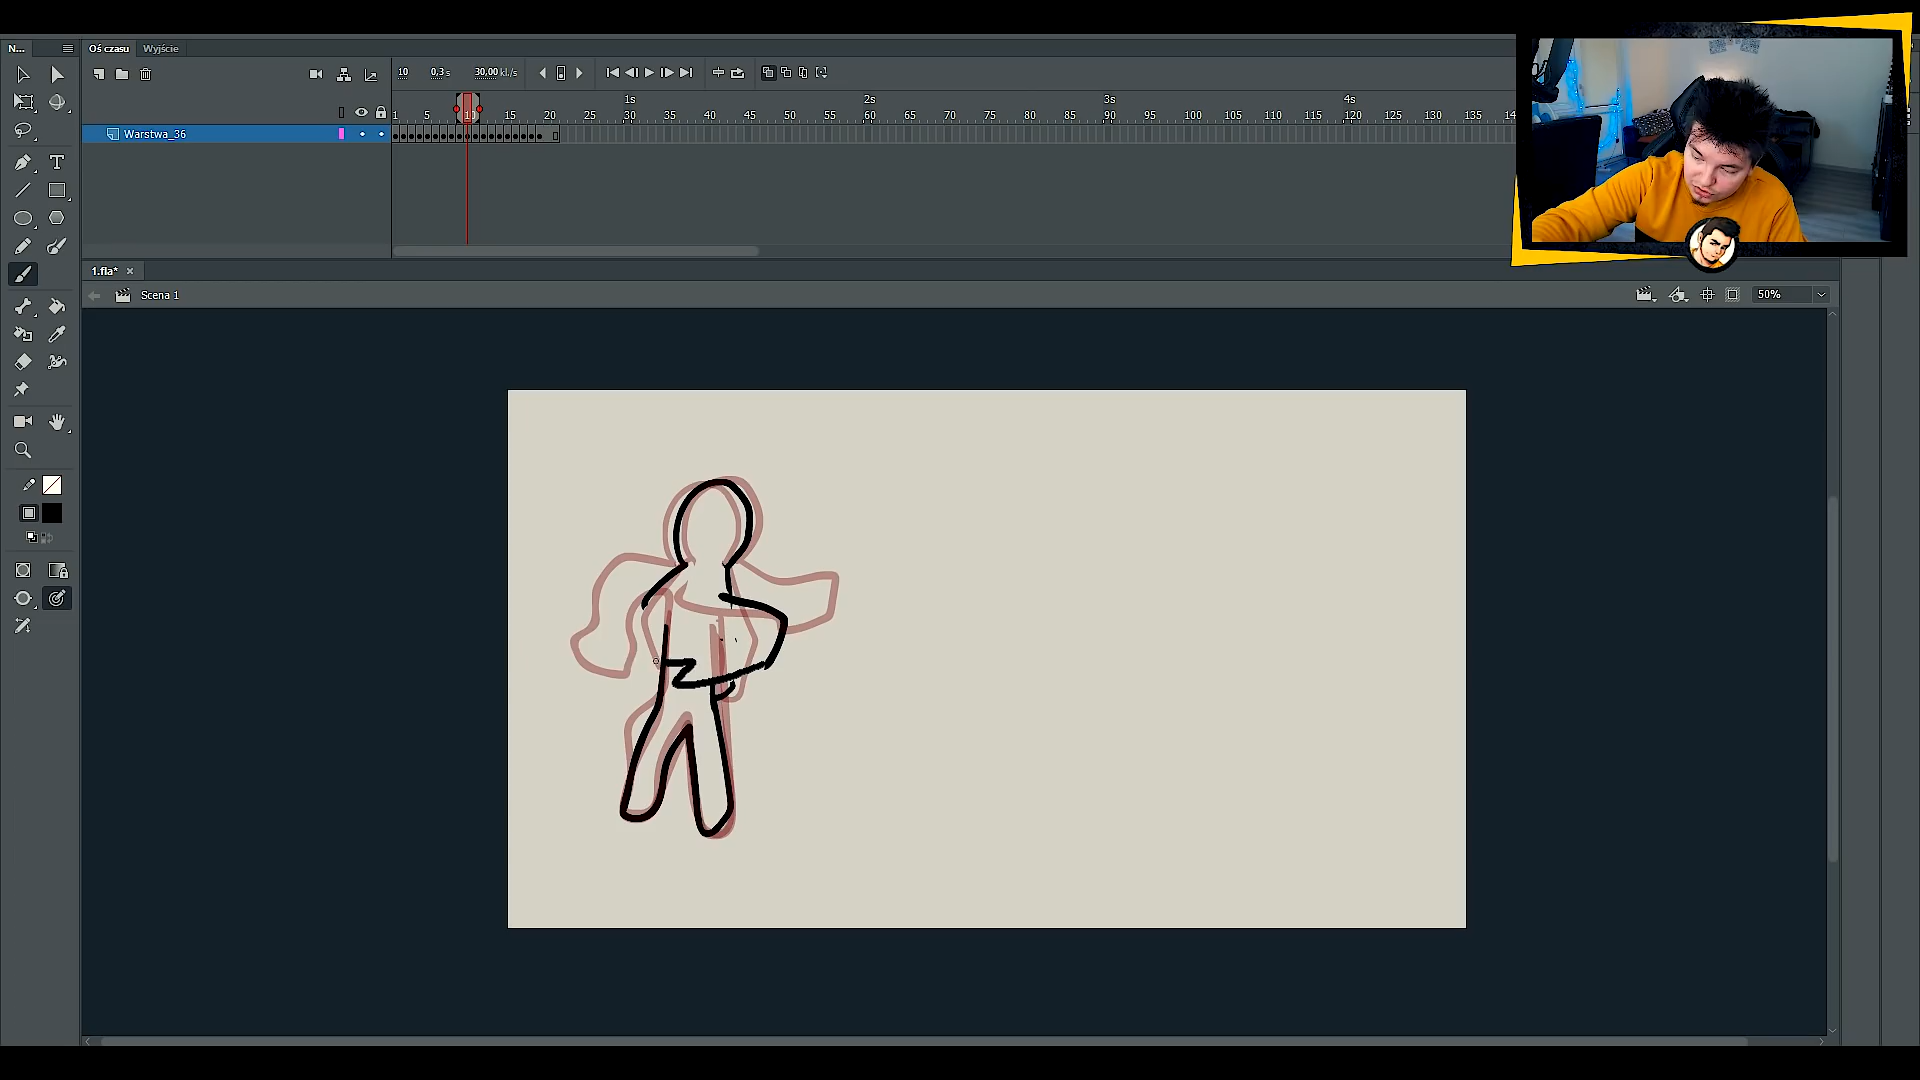 N...
Oś czasu
Wyjście
10
0,3 s
30,00 kl./s
1s
2s
3s
4s
1
5
10
15
20
25
30
35
40
45
50
55
60
65
70
75
80
85
90
95
100
105
110
115
120
125
130
135
14
Warstwa_36
1.fla*
Scena 1
50%